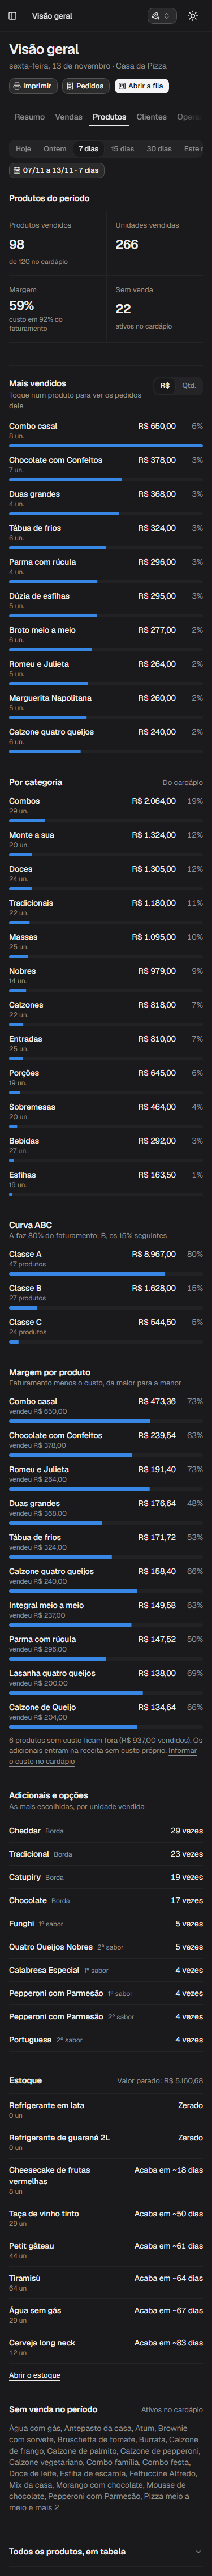 Visão geral
Visão geral
sexta-feira, 13 de novembro · Casa da Pizza
Imprimir
Pedidos
Abrir a fila
Resumo
Vendas
Produtos
Clientes
Hoje
Ontem
7 dias
15 dias
30 dias
07/11 a 13/11 · 7 dias
Produtos do período
Produtos vendidos
98
de 120 no cardápio
Unidades vendidas
266
Margem
59%
custo em 92% do
faturamento
Sem venda
22
ativos no cardápio
Mais vendidos
Toque num produto para ver os pedidos
dele
R$
Qtd.
Combo casal R$ 650,00 6%
8 un.
Chocolate com Confeitos R$ 378,00 3%
7 un.
Duas grandes R$ 368,00 3%
4 un.
Tábua de frios R$ 324,00 3%
6 un.
Parma com rúcula R$ 296,00 3%
4 un.
Dúzia de esfihas R$ 295,00 3%
5 un.
Broto meio a meio R$ 277,00 2%
6 un.
Romeu e Julieta R$ 264,00 2%
5 un.
Marguerita Napolitana R$ 260,00 2%
5 un.
Calzone quatro queijos R$ 240,00 2%
6 un.
Por categoria
Do cardápio
Combos R$ 2.064,00 19%
29 un.
Monte a sua R$ 1.324,00 12%
20 un.
Doces R$ 1.305,00 12%
24 un.
Tradicionais R$ 1.180,00 11%
22 un.
Massas R$ 1.095,00 10%
25 un.
Nobres R$ 979,00 9%
14 un.
Calzones R$ 818,00 7%
22 un.
Entradas R$ 810,00 7%
25 un.
Porções R$ 645,00 6%
19 un.
Sobremesas R$ 464,00 4%
20 un.
Bebidas R$ 292,00 3%
27 un.
Esfihas R$ 163,50 1%
19 un.
Curva ABC
A faz 80% do faturamento; B, os 15% seguintes
Classe A R$ 8.967,00 80%
47 produtos
Classe B R$ 1.628,00 15%
27 produtos
Classe C R$ 544,50 5%
24 produtos
Margem por produto
Faturamento menos o custo, da maior para a menor
Combo casal R$ 473,36 73%
vendeu R$ 650,00
Chocolate com Confeitos R$ 239,54 63%
vendeu R$ 378,00
Romeu e Julieta R$ 191,40 73%
vendeu R$ 264,00
Duas grandes R$ 176,64 48%
vendeu R$ 368,00
Tábua de frios R$ 171,72 53%
vendeu R$ 324,00
Calzone quatro queijos R$ 158,40 66%
vendeu R$ 240,00
Integral meio a meio R$ 149,58 63%
vendeu R$ 237,00
Parma com rúcula R$ 147,52 50%
vendeu R$ 296,00
Lasanha quatro queijos R$ 138,00 69%
vendeu R$ 200,00
Calzone de Queijo R$ 134,64 66%
vendeu R$ 204,00
6 produtos sem custo ficam fora (R$ 937,00 vendidos). Os
adicionais entram na receita sem custo próprio. Informar
o custo no cardápio
Adicionais e opções
As mais escolhidas, por unidade vendida
Cheddar Borda 29 vezes
Tradicional Borda 23 vezes
Catupiry Borda 19 vezes
Chocolate Borda 17 vezes
Funghi 1º sabor 5 vezes
Quatro Queijos Nobres 2º sabor 5 vezes
Calabresa Especial 1º sabor 4 vezes
Pepperoni com Parmesão 1º sabor 4 vezes
Pepperoni com Parmesão 2º sabor 4 vezes
Portuguesa 2º sabor 4 vezes
Estoque
Valor parado: R$ 5.160,68
Refrigerante em lata Zerado
0 un
Refrigerante de guaraná 2L Zerado
0 un
Cheesecake de frutas Acaba em ~18 dias
vermelhas
8 un
Taça de vinho tinto Acaba em ~50 dias
29 un
Petit gâteau Acaba em ~61 dias
44 un
Tiramisù Acaba em ~64 dias
64 un
Água sem gás Acaba em ~67 dias
29 un
Cerveja long neck Acaba em ~83 dias
12 un
Abrir o estoque
Sem venda no período
Ativos no cardápio
Água com gás, Antepasto da casa, Atum, Brownie
com sorvete, Bruschetta de tomate, Burrata, Calzone
de frango, Calzone de palmito, Calzone de pepperoni,
Calzone vegetariano, Combo família, Combo festa,
Doce de leite, Esfiha de escarola, Fettuccine Alfredo,
Mix da casa, Morango com chocolate, Mousse de
chocolate, Pepperoni com Parmesão, Pizza meio a
meio e mais 2
Todos os produtos, em tabela